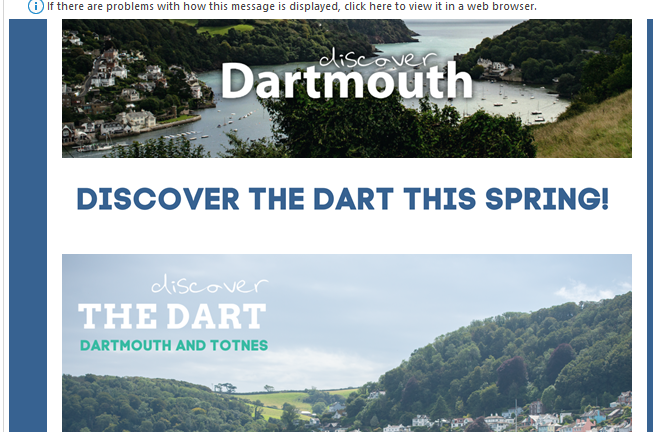 If there are problems with how this message is displayed, click here to view it in a web browser.
discover
Dartmouth
DISCOVER THE DART THIS SPRING!
discover
THE DART
DARTMOUTH AND TOTNES